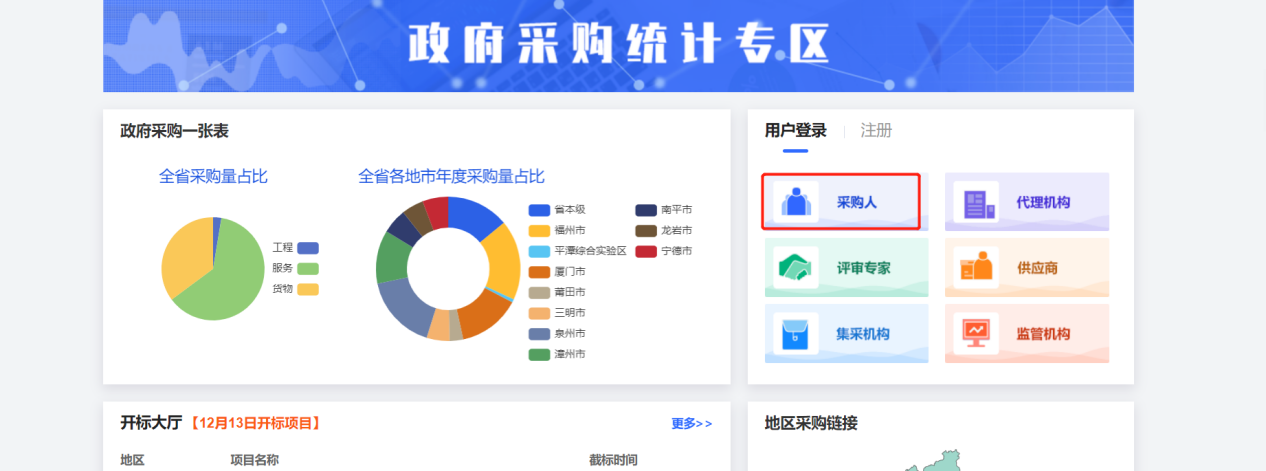 政府采购统计专区
政府采购一张表
全省采购量占比
工程
服务
货物
全省各地市年度采购量占比
省本级
福州市
平潭综合实验区
厦门市
莆田市
三明市
泉州市
漳州市
南平市
龙岩市
宁德市
用户登录 注册
采购人 代理机构
评审专家 供应商
集采机构 监管机构
开标大厅 【12月13日开标项目】 更多>>
地区 项目名称 截标时间
地区采购链接